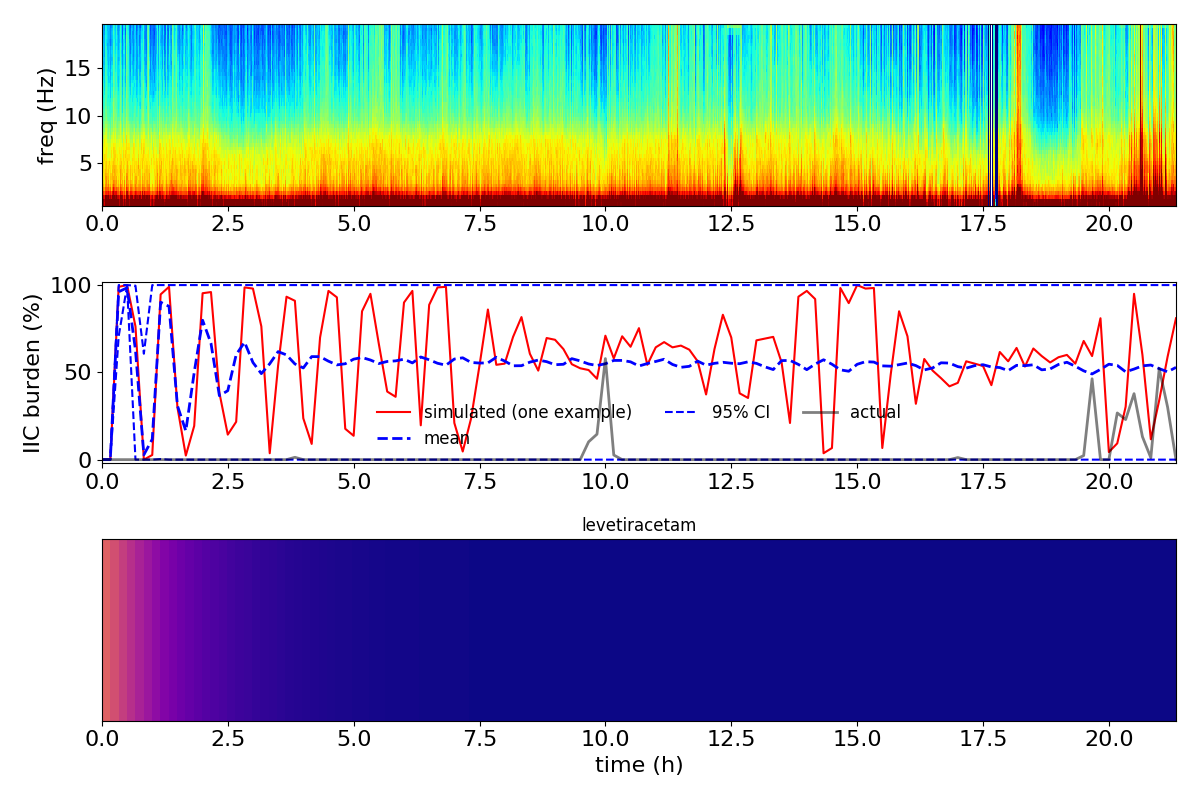 freq (Hz)
15
10
5
0.0 2.5 5.0 7.5 10.0 12.5 15.0 17.5 20.0
IIC burden (%)
100
50
0
simulated (one example) 95% CI actual
mean
0.0 2.5 5.0 7.5 10.0 12.5 15.0 17.5 20.0
levetiracetam
0.0 2.5 5.0 7.5 10.0 12.5 15.0 17.5 20.0
time (h)